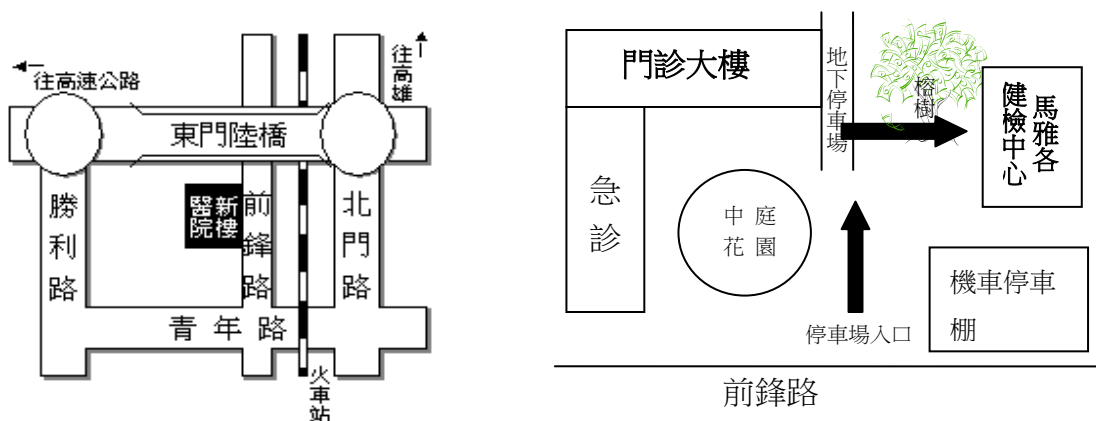 往高速公路
往高雄
東門陸橋
勝利路
新樓
醫院
前鋒路
北門路
青年路
火車站
門診大樓
地下停車場
榕樹
馬雅各
健檢中心
急診
中庭
花園
機車停車
棚
停車場入口
前鋒路